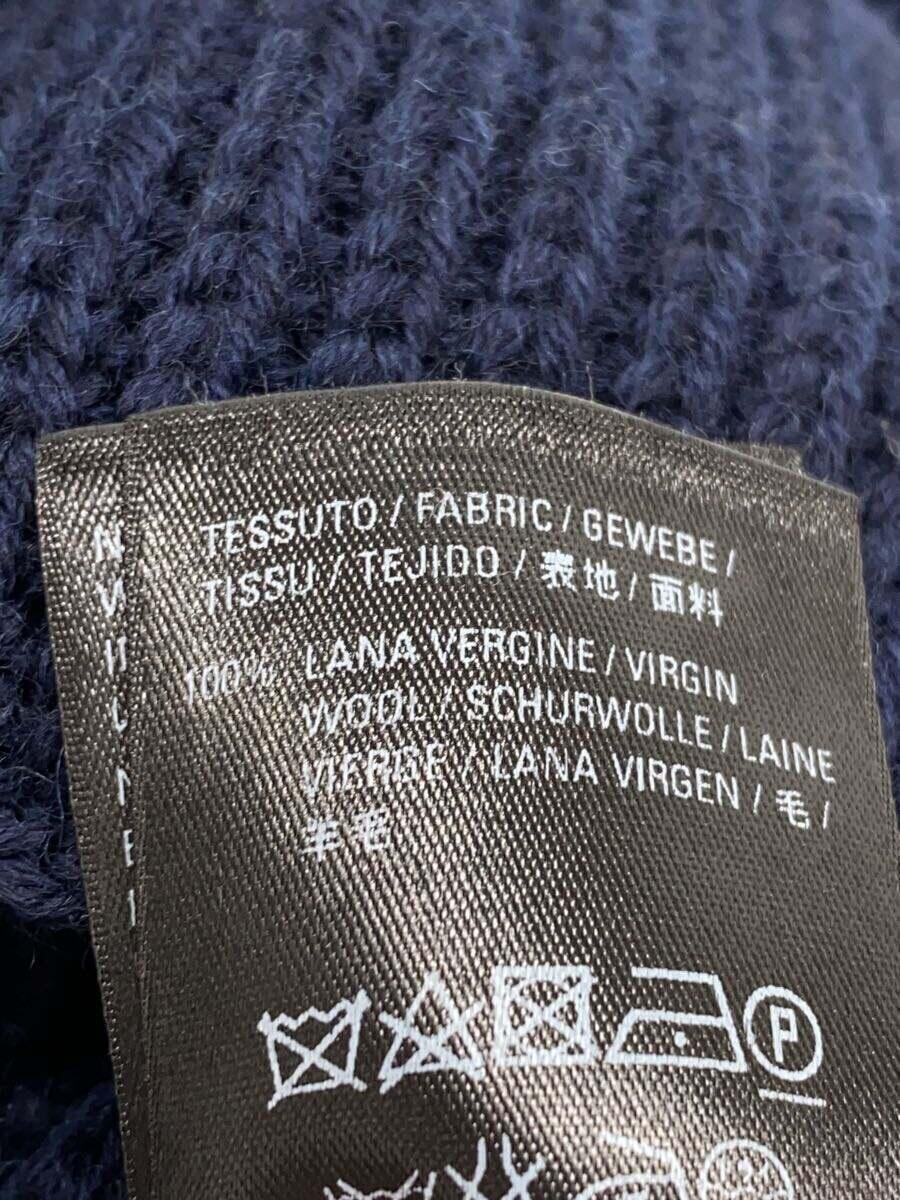 TESSUTO / FABRIC / GEWEBE /
TISSU / TEJIDO / 表地 / 面料
100% LANA VERGINE / VIRGIN
WOOL / SCHURWOLLE / LAINE
VIERGE / LANA VIRGEN / 毛 /
羊毛
P